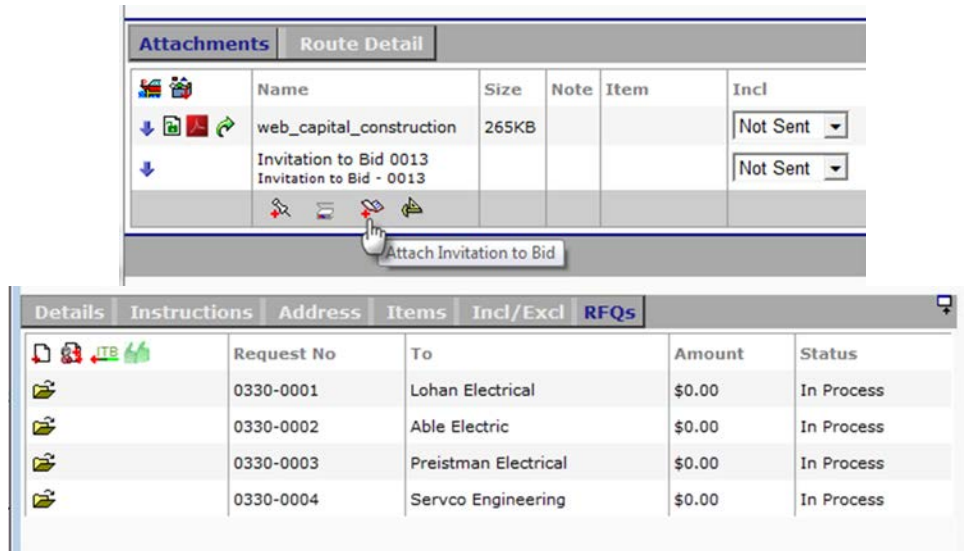 Attachments Route Detail
Name Size Note Item Incl
web_capital_construction 265KB Not Sent
Invitation to Bid 0013 Not Sent
Invitation to Bid - 0013
Attach Invitation to Bid
Details Instructions Address Items Incl/Excl RFQs
ITB Request No To Amount Status
0330-0001 Lohan Electrical $0.00 In Process
0330-0002 Able Electric $0.00 In Process
0330-0003 Preistman Electrical $0.00 In Process
0330-0004 Servco Engineering $0.00 In Process